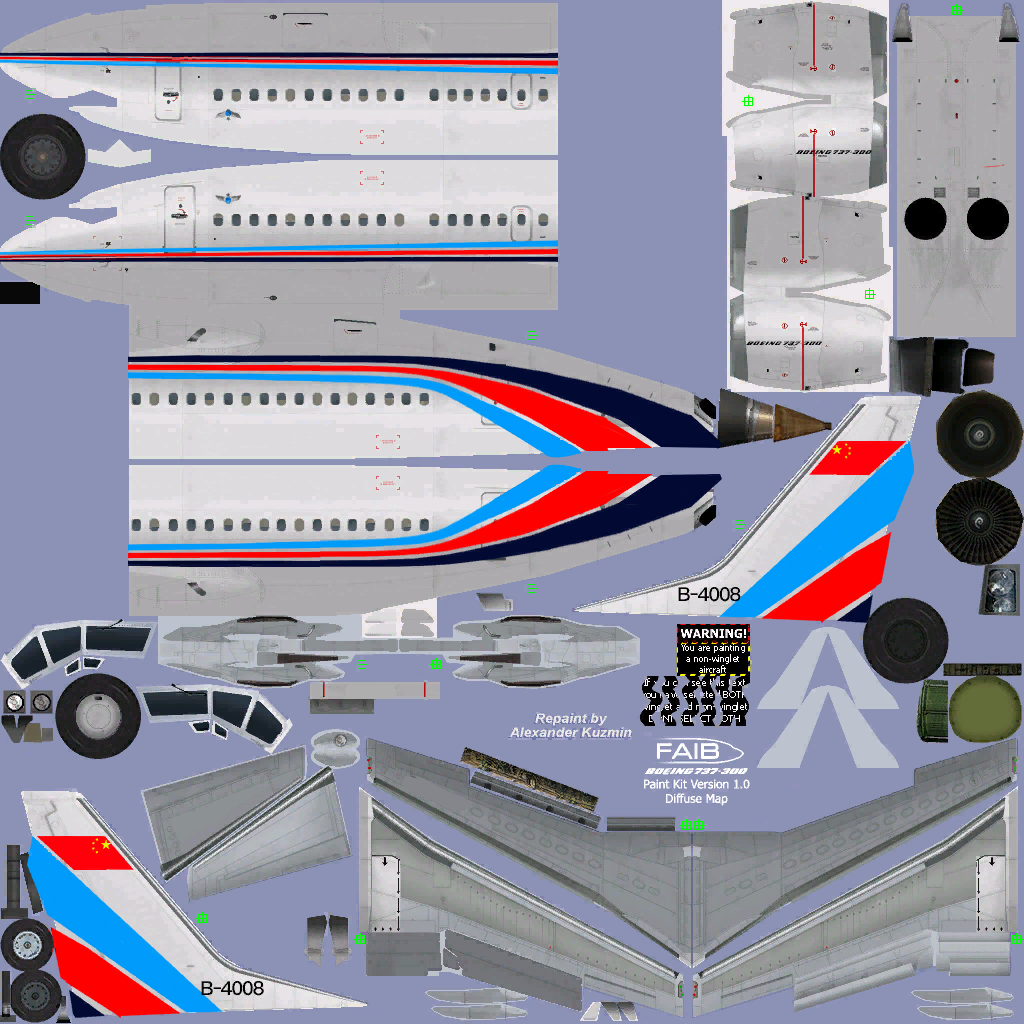 BOEING 737-300
BOEING 737-300
B-4008
WARNING!
You are painting
a non-winglet
aircraft
Repaint by
Alexander Kuzmin
FAIB
BOEING 737-300
Paint Kit Version 1.0
Diffuse Map
B-4008